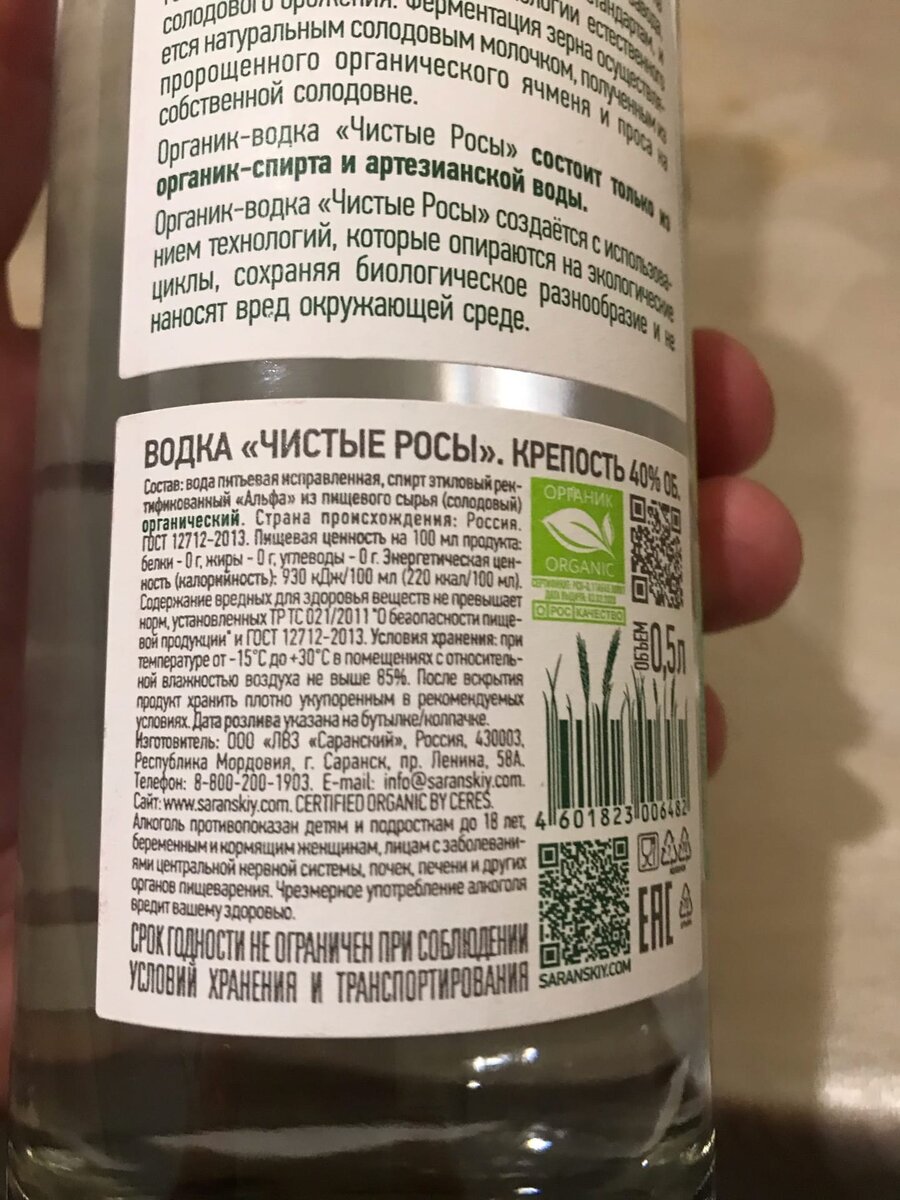 солодового брожения. Ферментация зерна осуществля-
ется натуральным солодовым молочком, полученным из
пророщенного органического ячменя и проса на
собственной солодовне.
Органик-водка «Чистые Росы» состоит только из
органик-спирта и артезианской воды.
Органик-водка «Чистые Росы» создаётся с использова-
нием технологий, которые опираются на экологические
циклы, сохраняя биологическое разнообразие и не
наносят вред окружающей среде.
ВОДКА «ЧИСТЫЕ РОСЫ». КРЕПОСТЬ 40% ОБ.
Состав: вода питьевая исправленная, спирт этиловый рек-
тификованный «Альфа» из пищевого сырья (солодовый)
органический. Страна происхождения: Россия.
ГОСТ 12712-2013. Пищевая ценность на 100 мл продукта:
белки - 0 г, жиры - 0 г, углеводы - 0 г. Энергетическая цен-
ность (калорийность): 930 кДж/100 мл (220 ккал/100 мл).
Содержание вредных для здоровья веществ не превышает
норм, установленных ТР ТС 021/2011 "О безопасности пище-
вой продукции" и ГОСТ 12712-2013. Условия хранения: при
температуре от -15°С до +30°С в помещениях с относитель-
ной влажностью воздуха не выше 85%. После вскрытия
продукт хранить плотно укупоренным в рекомендуемых
условиях. Дата розлива указана на бутылке/колпачке.
Изготовитель: ООО «ЛВЗ «Саранский», Россия, 430003,
Республика Мордовия, г. Саранск, пр. Ленина, 58А.
Телефон: 8-800-200-1903. E-mail: info@saranskiy.com.
Сайт: www.saranskiy.com. CERTIFIED ORGANIC BY CERES.
Алкоголь противопоказан детям и подросткам до 18 лет,
беременным и кормящим женщинам, лицам с заболевани-
ями центральной нервной системы, почек, печени и других
органов пищеварения. Чрезмерное употребление алкоголя
вредит вашему здоровью.
СРОК ГОДНОСТИ НЕ ОГРАНИЧЕН ПРИ СОБЛЮДЕНИИ
УСЛОВИЙ ХРАНЕНИЯ И ТРАНСПОРТИРОВАНИЯ
ОРГАНИК
ORGANIC
РОС КАЧЕСТВО
ОБЪЕМ 0,5л
4 601823 006482
EAC
SARANSKIY.COM